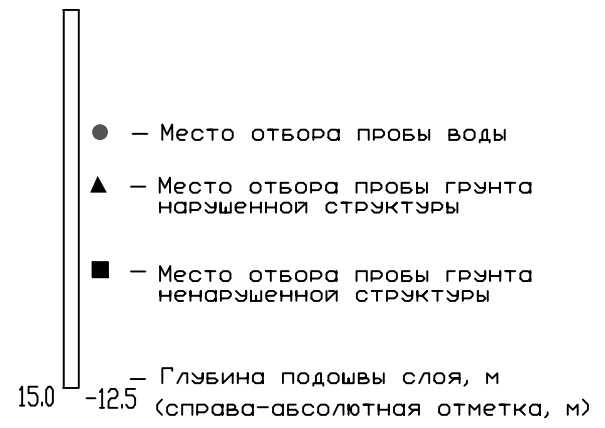 — Место отбора пробы воды
— Место отбора пробы грунта
нарушенной структуры
— Место отбора пробы грунта
ненарушенной структуры
— Глубина подошвы слоя, м
15.0 -12.5 (справа-абсолютная отметка, м)